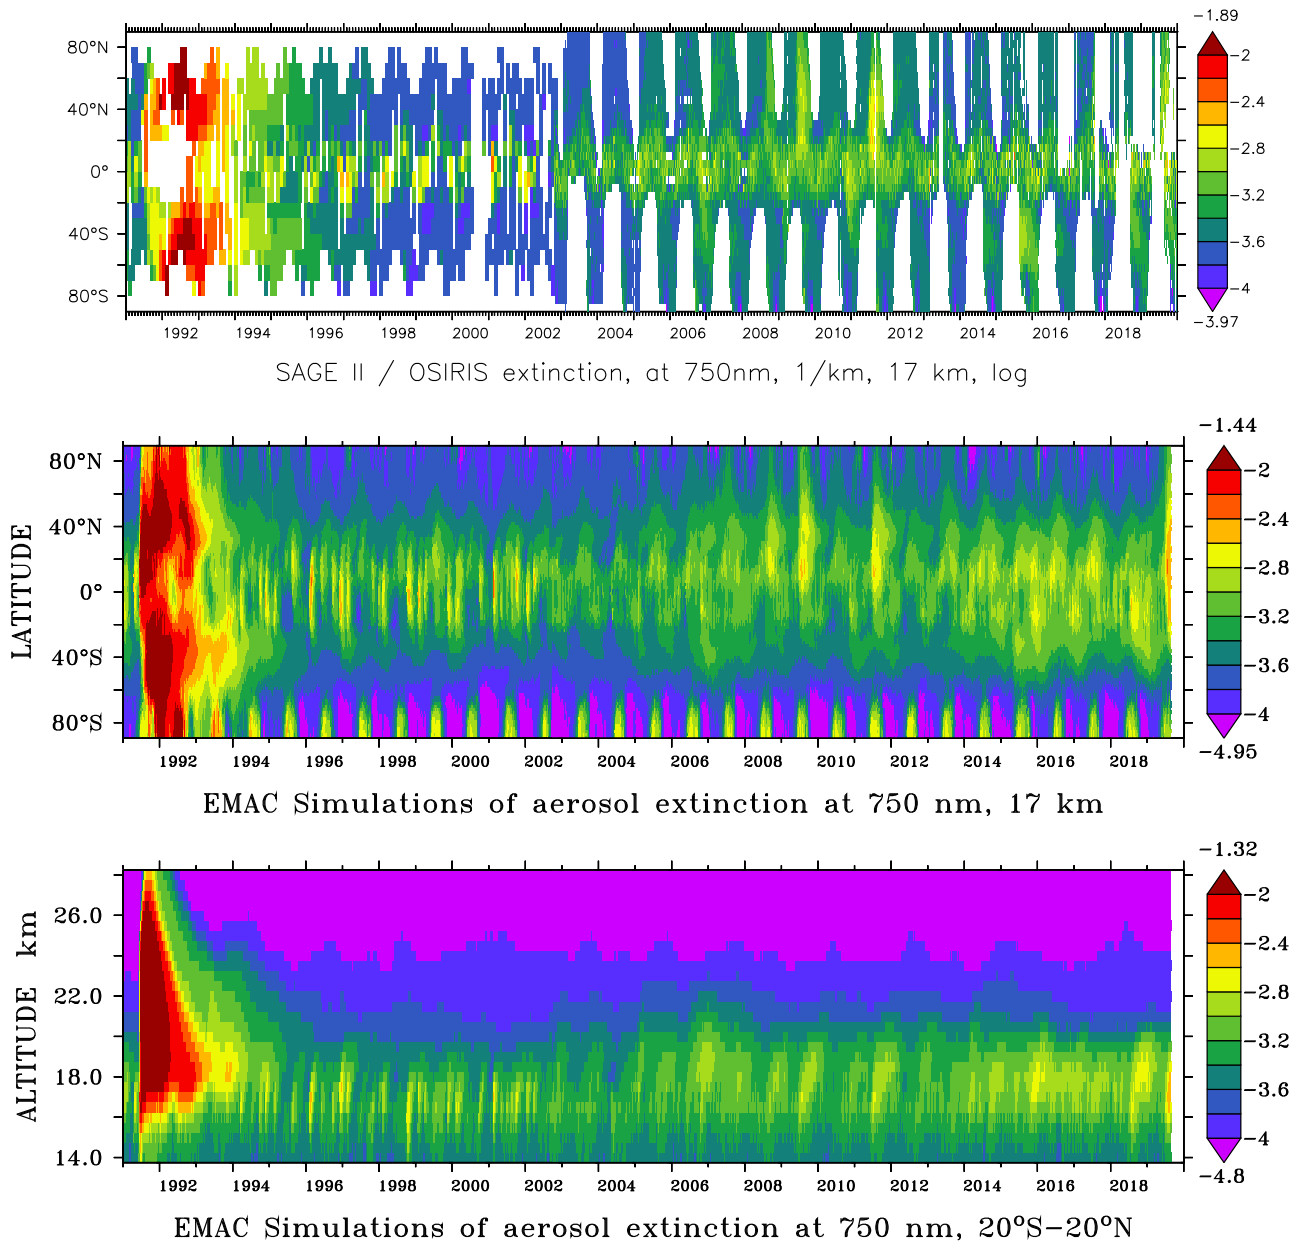 −1.89
80°N
40°N
0°
40°S
80°S
−2
−2.4
−2.8
−3.2
−3.6
−4
−3.97
1992 1994 1996 1998 2000 2002 2004 2006 2008 2010 2012 2014 2016 2018
SAGE II / OSIRIS extinction, at 750nm, 1/km, 17 km, log
−1.44
LATITUDE
80°N
40°N
0°
40°S
80°S
−2
−2.4
−2.8
−3.2
−3.6
−4
−4.95
1992 1994 1996 1998 2000 2002 2004 2006 2008 2010 2012 2014 2016 2018
EMAC Simulations of aerosol extinction at 750 nm, 17 km
−1.32
ALTITUDE km
26.0
22.0
18.0
14.0
−2
−2.4
−2.8
−3.2
−3.6
−4
−4.8
1992 1994 1996 1998 2000 2002 2004 2006 2008 2010 2012 2014 2016 2018
EMAC Simulations of aerosol extinction at 750 nm, 20°S−20°N